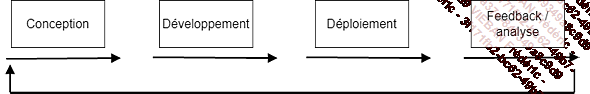 Conception
Développement
Déploiement
Feedback /
analyse